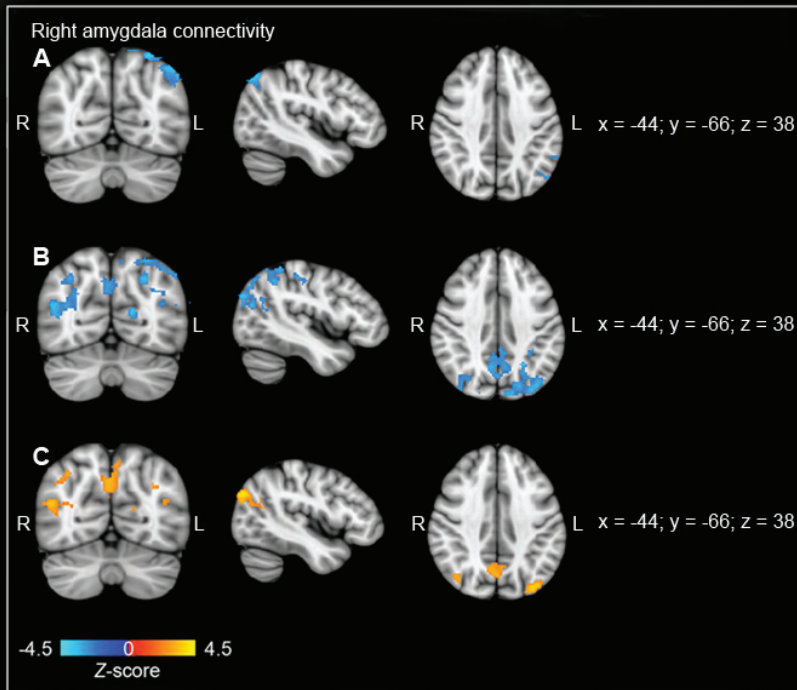 Right amygdala connectivity
A
R
L
R
L
x = -44; y = -66; z = 38
B
R
L
R
L
x = -44; y = -66; z = 38
C
R
L
R
L
x = -44; y = -66; z = 38
-4.5 0 4.5
Z-score